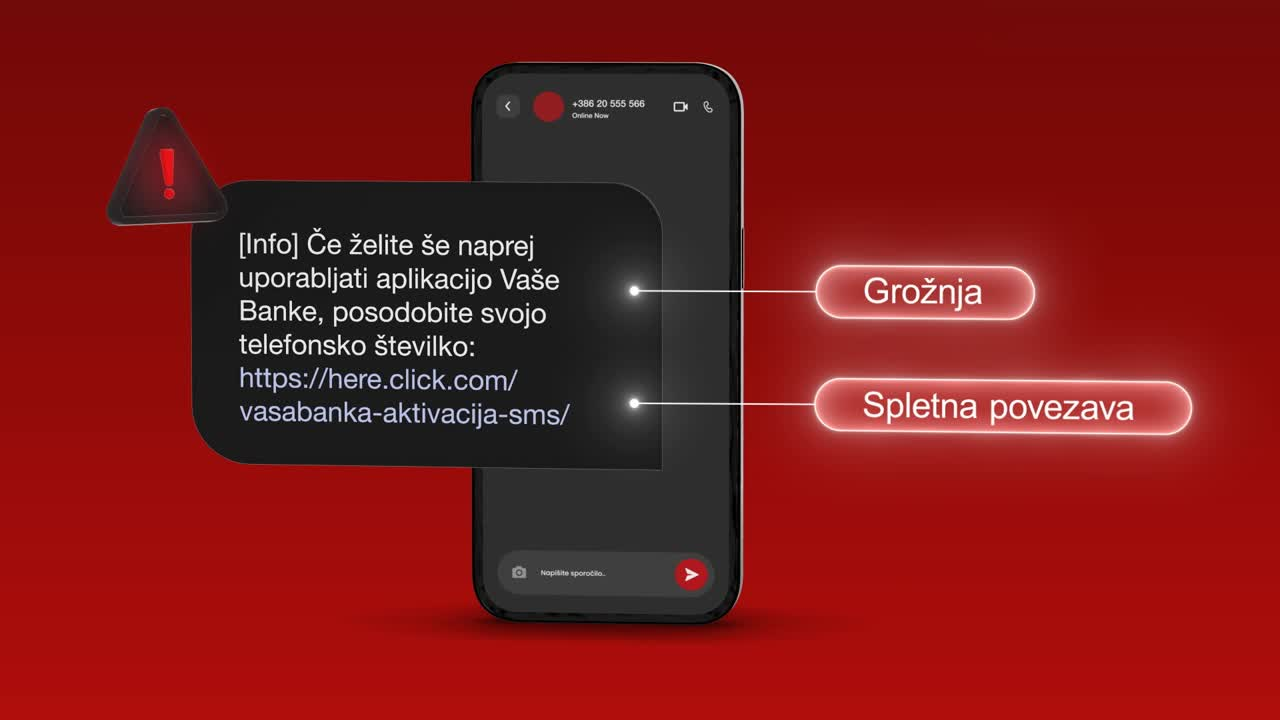 +386 20 555 566
Online Now
[Info] Če želite še naprej
uporabljati aplikacijo Vaše
Banke, posodobite svojo
telefonsko številko:
https://here.click.com/
vasabanka-aktivacija-sms/
Grožnja
Spletna povezava
Napišite sporočilo..